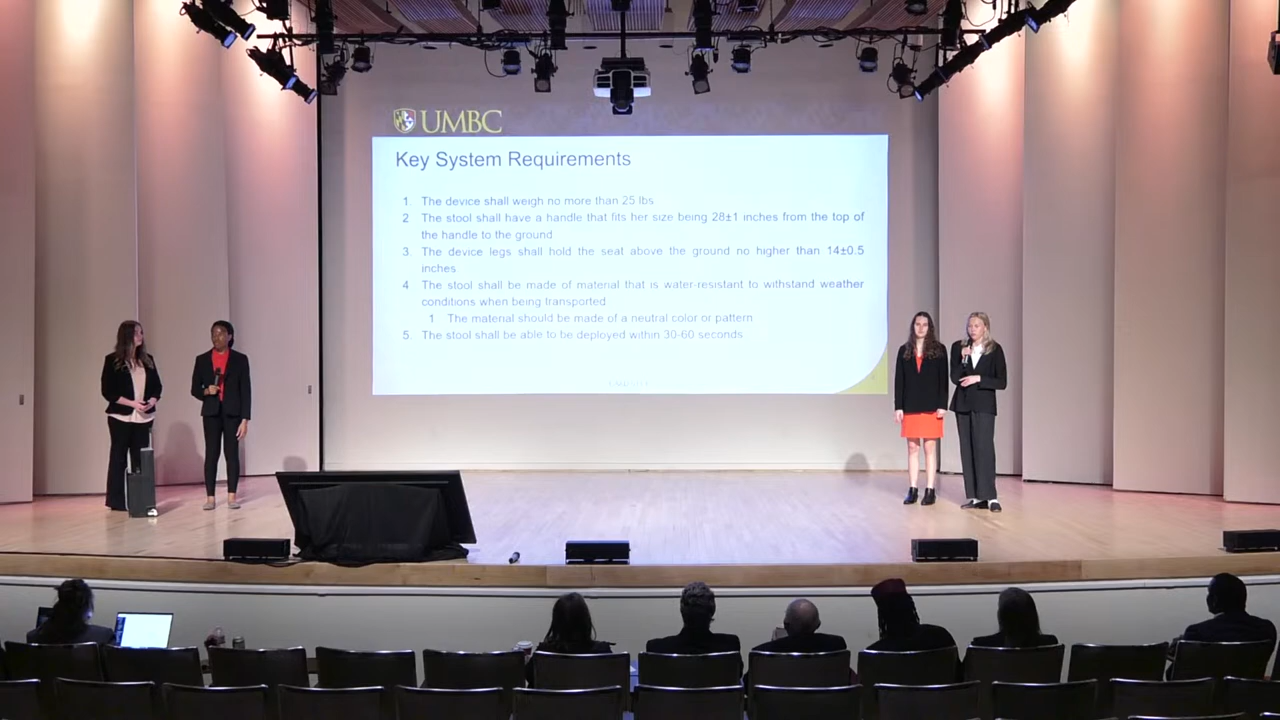 UMBC
Key System Requirements
1. The device shall weigh no more than 25 lbs
2 The stool shall have a handle that fits her size being 28±1 inches from the top of
the handle to the ground
3. The device legs shall hold the seat above the ground no higher than 14±0.5
inches
4 The stool shall be made of material that is water-resistant to withstand weather
conditions when being transported
1 The material should be made of a neutral color or pattern
5. The stool shall be able to be deployed within 30-60 seconds